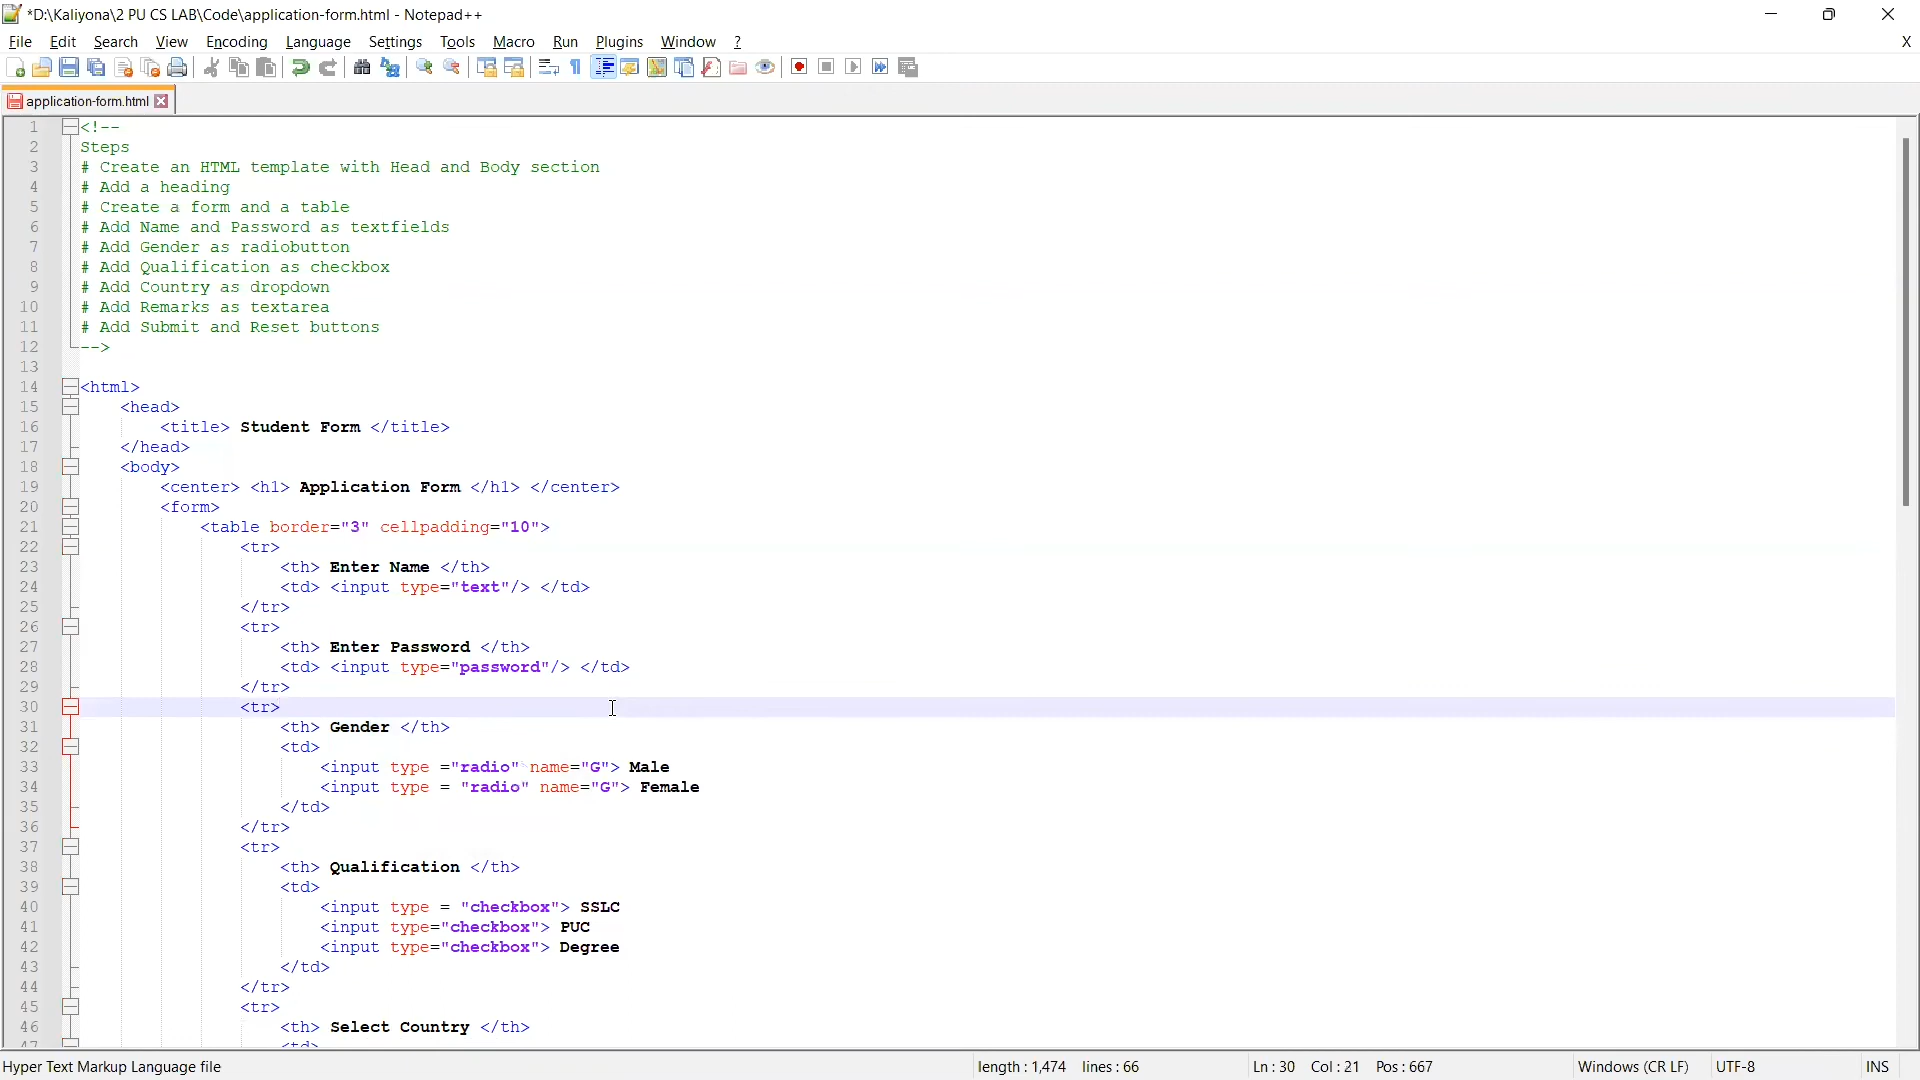 *D:\Kaliyona\2 PU CS LAB\Code\application-form.html - Notepad++
File Edit Search View Encoding Language Settings Tools Macro Run Plugins Window ? X
application-form.html
1 <!--
2 Steps
3 # Create an HTML template with Head and Body section
4 # Add a heading
5 # Create a form and a table
6 # Add Name and Password as textfields
7 # Add Gender as radiobutton
8 # Add Qualification as checkbox
9 # Add Country as dropdown
10 # Add Remarks as textarea
11 # Add Submit and Reset buttons
12 -->
13
14 <html>
15 <head>
16 <title> Student Form </title>
17 </head>
18 <body>
19 <center> <h1> Application Form </h1> </center>
20 <form>
21 <table border="3" cellpadding="10">
22 <tr>
23 <th> Enter Name </th>
24 <td> <input type="text"/> </td>
25 </tr>
26 <tr>
27 <th> Enter Password </th>
28 <td> <input type="password"/> </td>
29 </tr>
30 <tr>
31 <th> Gender </th>
32 <td>
33 <input type ="radio" name="G"> Male
34 <input type = "radio" name="G"> Female
35 </td>
36 </tr>
37 <tr>
38 <th> Qualification </th>
39 <td>
40 <input type = "checkbox"> SSLC
41 <input type="checkbox"> PUC
42 <input type="checkbox"> Degree
43 </td>
44 </tr>
45 <tr>
46 <th> Select Country </th>
47 <td>
Hyper Text Markup Language file length : 1,474 lines : 66 Ln : 30 Col : 21 Pos : 667 Windows (CR LF) UTF-8 INS